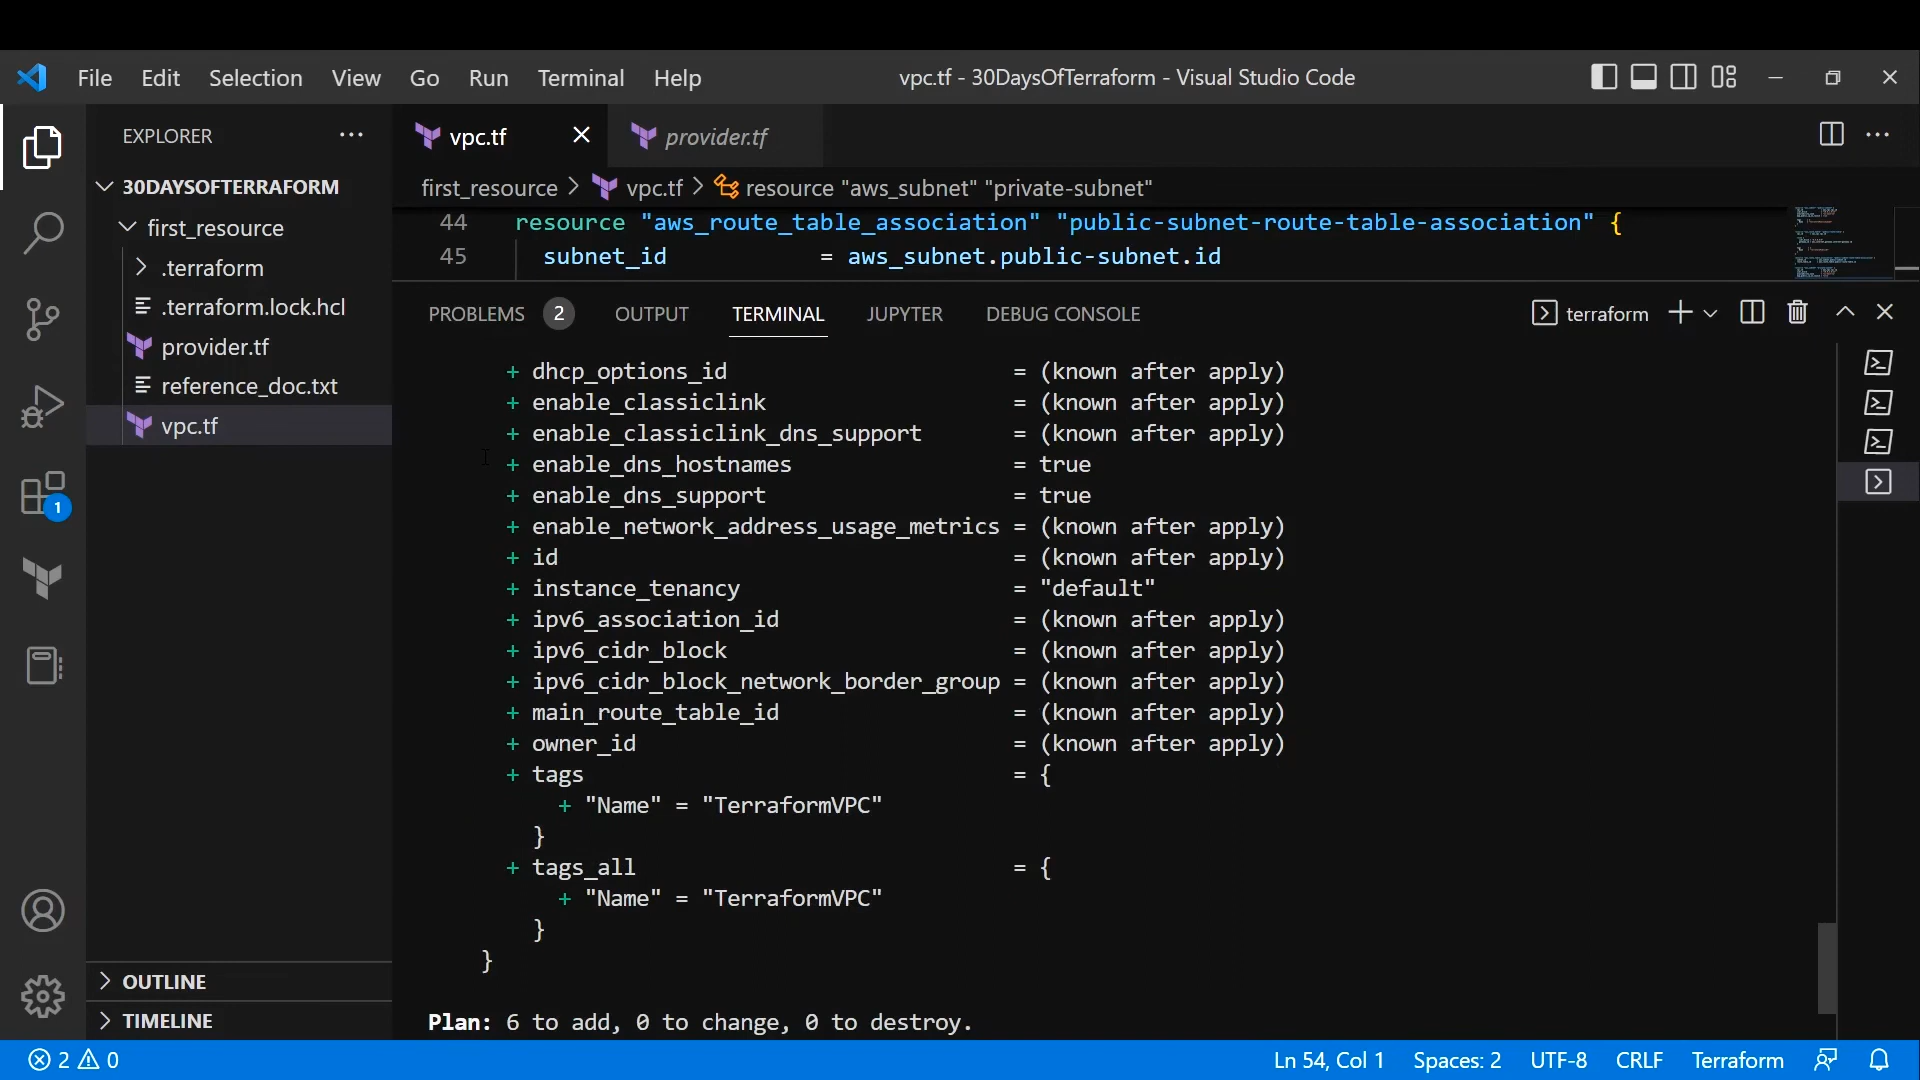 File Edit Selection View Go Run Terminal Help
vpc.tf - 30DaysOfTerraform - Visual Studio Code
EXPLORER
30DAYSOFTERRAFORM
first_resource
.terraform
.terraform.lock.hcl
provider.tf
reference_doc.txt
vpc.tf
OUTLINE
TIMELINE
1
vpc.tf
provider.tf
first_resource > vpc.tf > resource "aws_subnet" "private-subnet"
44 resource "aws_route_table_association" "public-subnet-route-table-association" {
45 subnet_id = aws_subnet.public-subnet.id
PROBLEMS 2 OUTPUT TERMINAL JUPYTER DEBUG CONSOLE
terraform
+ dhcp_options_id = (known after apply)
+ enable_classiclink = (known after apply)
+ enable_classiclink_dns_support = (known after apply)
+ enable_dns_hostnames = true
+ enable_dns_support = true
+ enable_network_address_usage_metrics = (known after apply)
+ id = (known after apply)
+ instance_tenancy = "default"
+ ipv6_association_id = (known after apply)
+ ipv6_cidr_block = (known after apply)
+ ipv6_cidr_block_network_border_group = (known after apply)
+ main_route_table_id = (known after apply)
+ owner_id = (known after apply)
+ tags = {
+ "Name" = "TerraformVPC"
}
+ tags_all = {
+ "Name" = "TerraformVPC"
}
}
Plan: 6 to add, 0 to change, 0 to destroy.
2 0
Ln 54, Col 1 Spaces: 2 UTF-8 CRLF Terraform